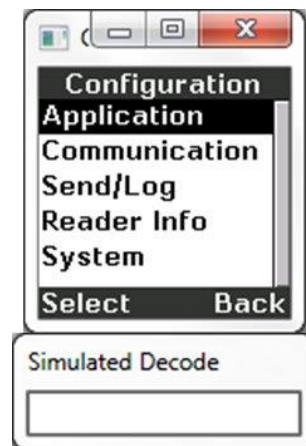 Configuration
Application
Communication
Send/Log
Reader Info
System
Select Back
Simulated Decode